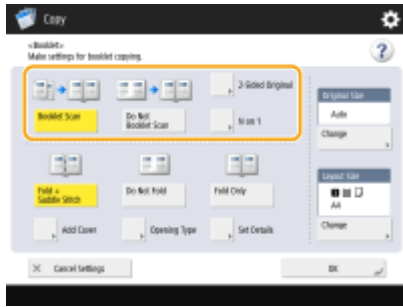 Copy
<Booklet>
Make settings for booklet copying.
?
2-Sided Original
Booklet Scan
Do Not
Booklet Scan
N on 1
Original Size
Auto
Change
Fold +
Saddle Stitch
Do Not Fold
Fold Only
Layout Size
A4
Change
Add Cover
Opening Type
Set Details
Cancel Settings
OK